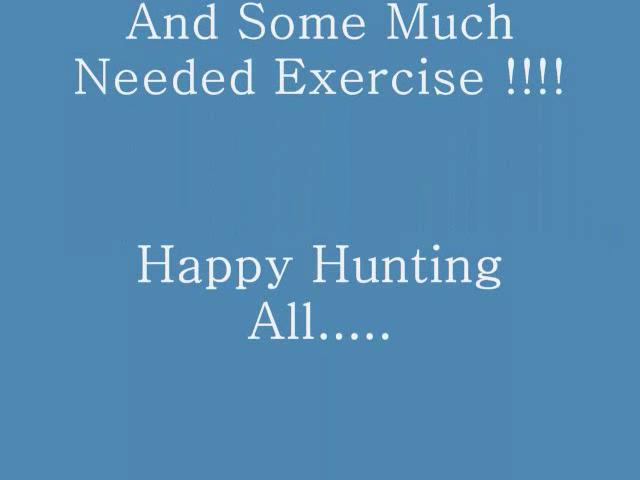 And Some Much
Needed Exercise !!!!
Happy Hunting
All.....